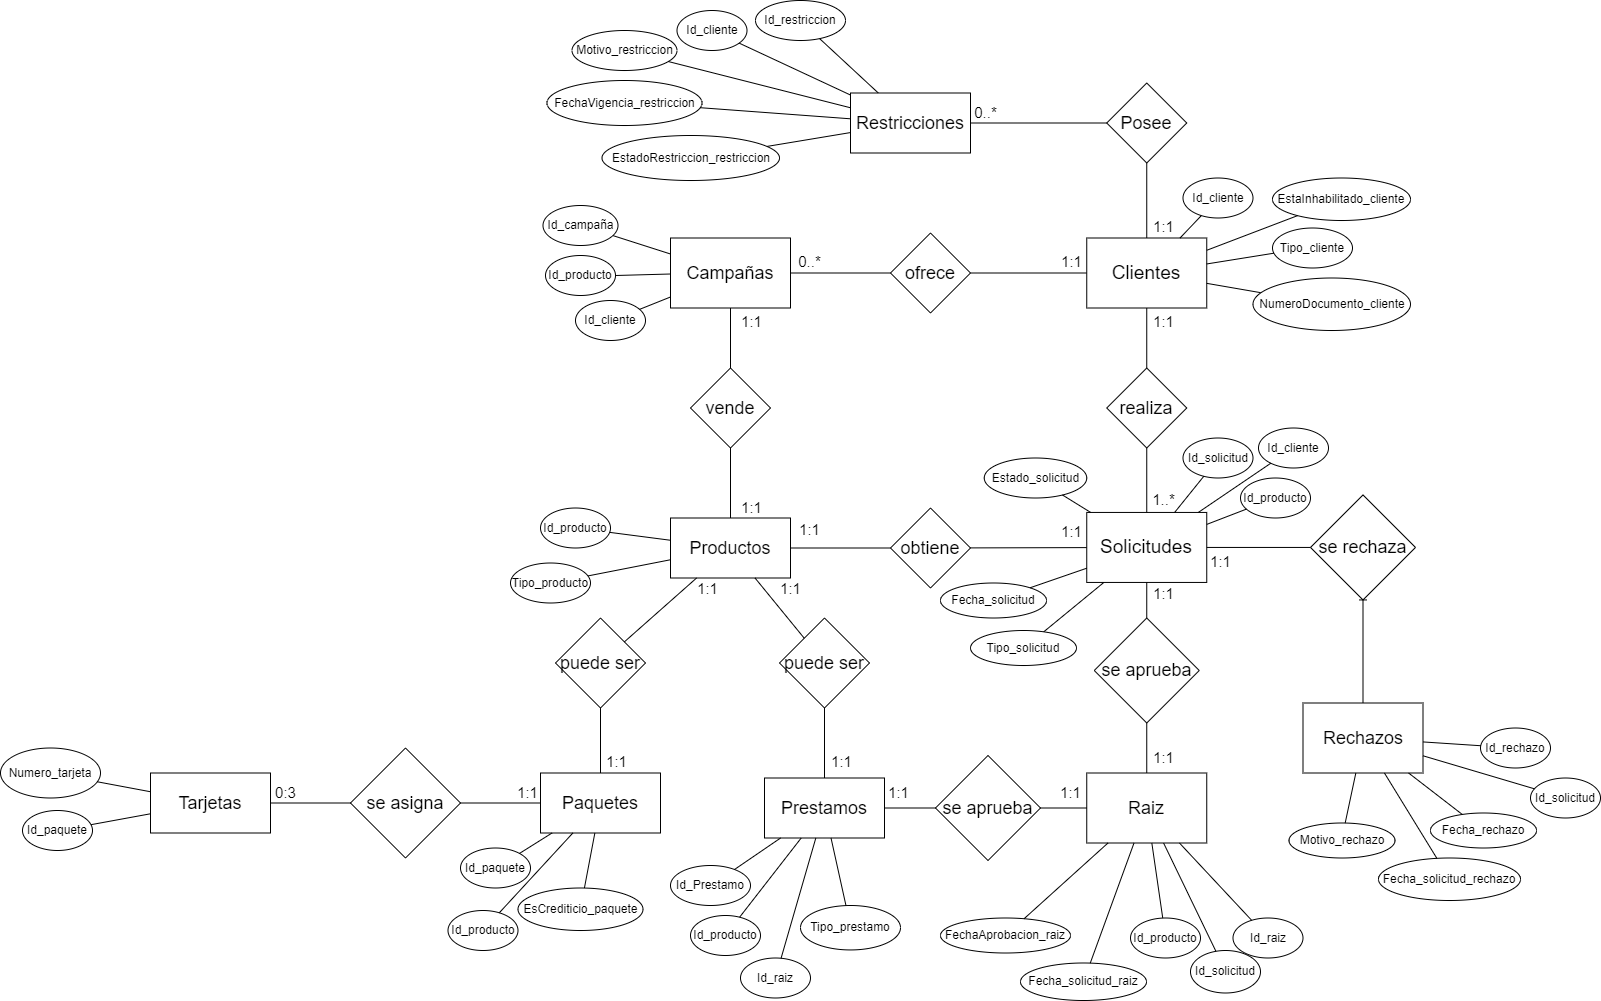 Id_restriccion
Id_cliente
Motivo_restriccion
FechaVigencia_restriccion
Restricciones
0..*
Posee
EstadoRestriccion_restriccion
Id_cliente
EstaInhabilitado_cliente
Id_campaña
1:1
Tipo_cliente
Campañas
0..*
ofrece
1:1
Clientes
Id_producto
Id_cliente
NumeroDocumento_cliente
1:1
1:1
vende
realiza
Id_cliente
Id_solicitud
Estado_solicitud
1..*
Id_producto
1:1
Id_producto
Productos
1:1
obtiene
1:1
Solicitudes
se rechaza
1:1
Tipo_producto
1:1
1:1
1:1
Fecha_solicitud
Tipo_solicitud
puede ser
puede ser
se aprueba
Rechazos
Id_rechazo
1:1
1:1
1:1
Numero_tarjeta
Tarjetas
0:3
se asigna
1:1
Paquetes
Prestamos
1:1
se aprueba
1:1
Raiz
Id_solicitud
Id_paquete
Motivo_rechazo
Fecha_rechazo
Id_paquete
Id_Prestamo
Fecha_solicitud_rechazo
EsCrediticio_paquete
Id_producto
Id_producto
Tipo_prestamo
FechaAprobacion_raiz
Id_producto
Id_raiz
Id_raiz
Fecha_solicitud_raiz
Id_solicitud